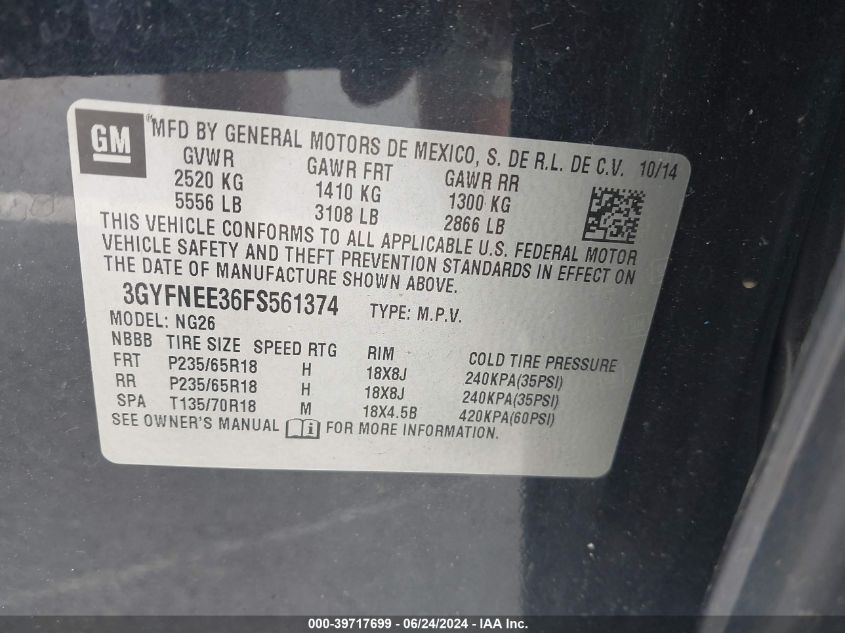 GM
MFD BY GENERAL MOTORS DE MEXICO, S. DE R.L. DE C.V. 10/14
GVWR GAWR FRT GAWR RR
2520 KG 1410 KG 1300 KG
5556 LB 3108 LB 2866 LB
THIS VEHICLE CONFORMS TO ALL APPLICABLE U.S. FEDERAL MOTOR
VEHICLE SAFETY AND THEFT PREVENTION STANDARDS IN EFFECT ON
THE DATE OF MANUFACTURE SHOWN ABOVE.
3GYFNEE36FS561374 TYPE: M.P.V.
MODEL: NG26
NBBB TIRE SIZE SPEED RTG RIM COLD TIRE PRESSURE
FRT P235/65R18 H 18X8J 240KPA(35PSI)
RR P235/65R18 H 18X8J 240KPA(35PSI)
SPA T135/70R18 M 18X4.5B 420KPA(60PSI)
SEE OWNER'S MANUAL i FOR MORE INFORMATION.
000-39717699 - 06/24/2024 - IAA Inc.